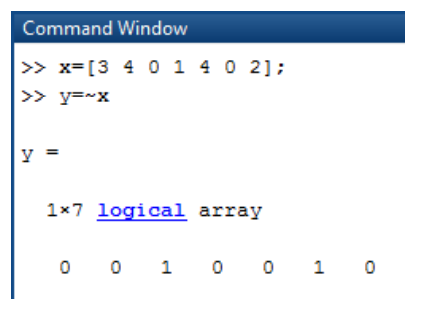 Command Window
>> x=[3 4 0 1 4 0 2];
>> y=~x
y =
1×7 logical array
0 0 1 0 0 1 0